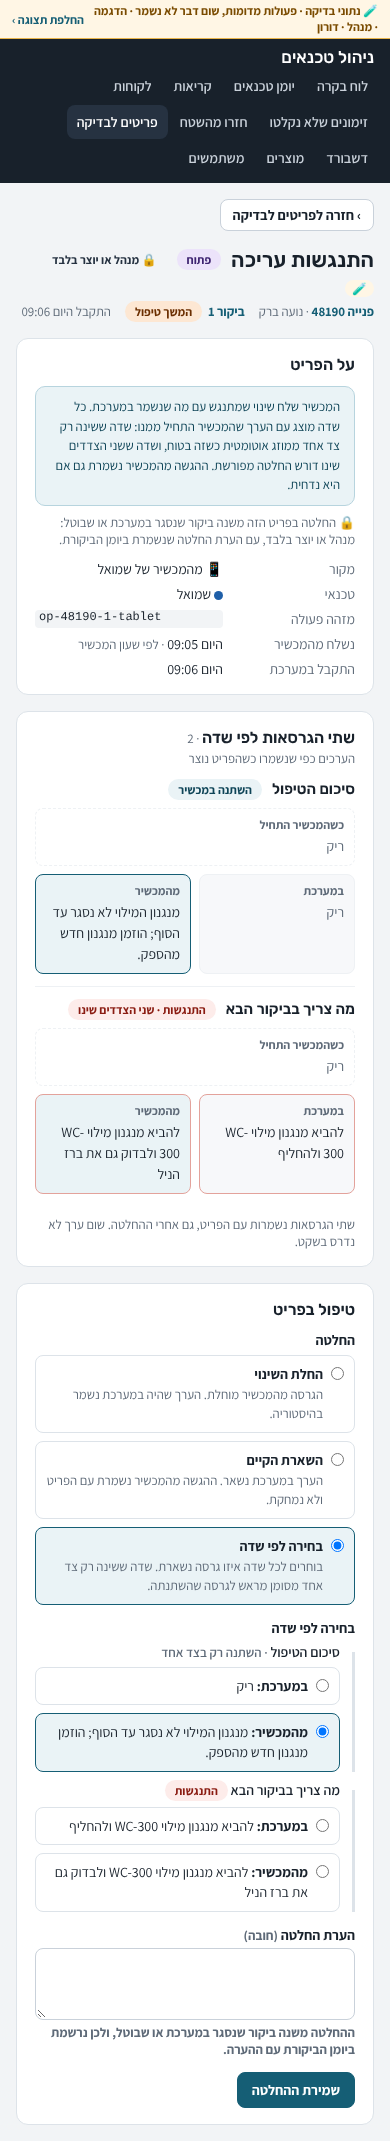 🧪 נתוני בדיקה · פעולות מדומות, שום דבר לא נשמר · הדגמה · מנהל · דורון
החלפת תצוגה ›
ניהול טכנאים
לוח בקרה
יומן טכנאים
קריאות
לקוחות
זימונים שלא נקלטו
חזרו מהשטח
פריטים לבדיקה
דשבורד
מוצרים
משתמשים
› חזרה לפריטים לבדיקה
התנגשות עריכה
פתוח
🔒 מנהל או יוצר בלבד
🧪
פנייה 48190 · נועה ברק
ביקור 1
המשך טיפול
התקבל היום 09:06
על הפריט
המכשיר שלח שינוי שמתנגש עם מה שנשמר במערכת. כל
שדה מוצג עם הערך שהמכשיר התחיל ממנו: שדה ששינה רק
צד אחד ממוזג אוטומטית כשזה בטוח, ושדה ששני הצדדים
שינו דורש החלטה מפורשת. ההגשה מהמכשיר נשמרת גם אם
היא נדחית.
🔒 החלטה בפריט הזה משנה ביקור שנסגר במערכת או שבוטל:
מנהל או יוצר בלבד, עם הערת החלטה שנשמרת ביומן הביקורת.
מקור
📱 מהמכשיר של שמואל
טכנאי
שמואל
מזהה פעולה
op-48190-1-tablet
נשלח מהמכשיר
היום 09:05 · לפי שעון המכשיר
התקבל במערכת
היום 09:06
שתי הגרסאות לפי שדה · 2
הערכים כפי שנשמרו כשהפריט נוצר
סיכום הטיפול
השתנה במכשיר
כשהמכשיר התחיל
ריק
במערכת
ריק
מהמכשיר
מנגנון המילוי לא נסגר עד
הסוף; הוזמן מנגנון חדש
מהספק.
מה צריך בביקור הבא
התנגשות · שני הצדדים שינו
כשהמכשיר התחיל
ריק
במערכת
להביא מנגנון מילוי WC-
300 ולהחליף
מהמכשיר
להביא מנגנון מילוי WC-
300 ולבדוק גם את ברז
הניל
שתי הגרסאות נשמרות עם הפריט, גם אחרי ההחלטה. שום ערך לא
נדרס בשקט.
טיפול בפריט
החלטה
החלת השינוי
הגרסה מהמכשיר מוחלת. הערך שהיה במערכת נשמר
בהיסטוריה.
השארת הקיים
הערך במערכת נשאר. ההגשה מהמכשיר נשמרת עם הפריט
ולא נמחקת.
בחירה לפי שדה
בוחרים לכל שדה איזו גרסה נשארת. שדה ששינה רק צד
אחד מסומן מראש לגרסה שהשתנתה.
בחירה לפי שדה
סיכום הטיפול · השתנה רק בצד אחד
במערכת: ריק
מהמכשיר: מנגנון המילוי לא נסגר עד הסוף; הוזמן
מנגנון חדש מהספק.
מה צריך בביקור הבא
התנגשות
במערכת: להביא מנגנון מילוי WC-300 ולהחליף
מהמכשיר: להביא מנגנון מילוי WC-300 ולבדוק גם
את ברז הניל
הערת החלטה (חובה)
ההחלטה משנה ביקור שנסגר במערכת או שבוטל, ולכן נרשמת
ביומן הביקורת עם ההערה.
שמירת ההחלטה